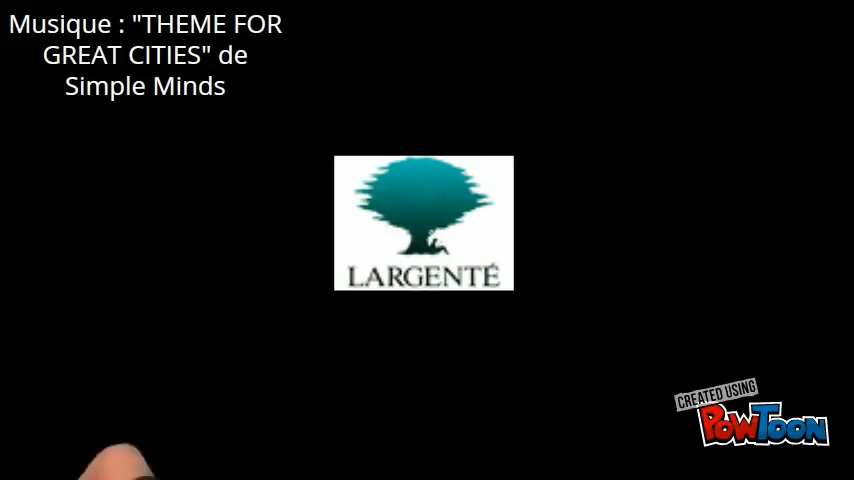 Musique : "THEME FOR
GREAT CITIES" de
Simple Minds
LARGENTÉ
CREATED USING
POWTOON